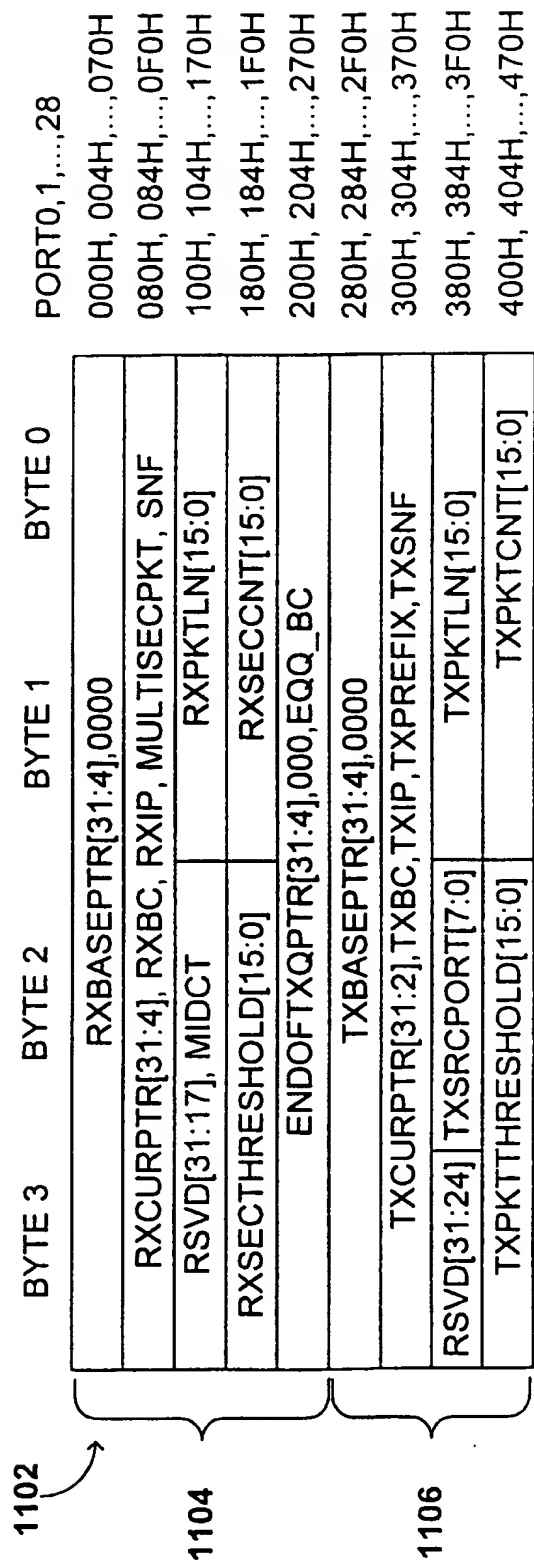 BYTE 3 BYTE 2 BYTE 1 BYTE 0 PORT0,1,...,28
1102
RXBASEPTR[31:4],0000 000H, 004H,...,070H
RXCURPTR[31:4], RXBC, RXIP, MULTISECPKT, SNF 080H, 084H,...,0F0H
RSVD[31:17], MIDCT RXPKTLN[15:0] 100H, 104H,...,170H
1104
RXSECTHRESHOLD[15:0] RXSECCNT[15:0] 180H, 184H,...,1F0H
ENDOFTXQPTR[31:4],000,EQQ_BC 200H, 204H,...,270H
TXBASEPTR[31:4],0000 280H, 284H,...,2F0H
TXCURPTR[31:2],TXBC,TXIP,TXPREFIX,TXSNF 300H, 304H,...,370H
1106
RSVD[31:24] TXSRCPORT[7:0] TXPKTLN[15:0] 380H, 384H,...,3F0H
TXPKTTHRESHOLD[15:0] TXPKTCNT[15:0] 400H, 404H,...,470H